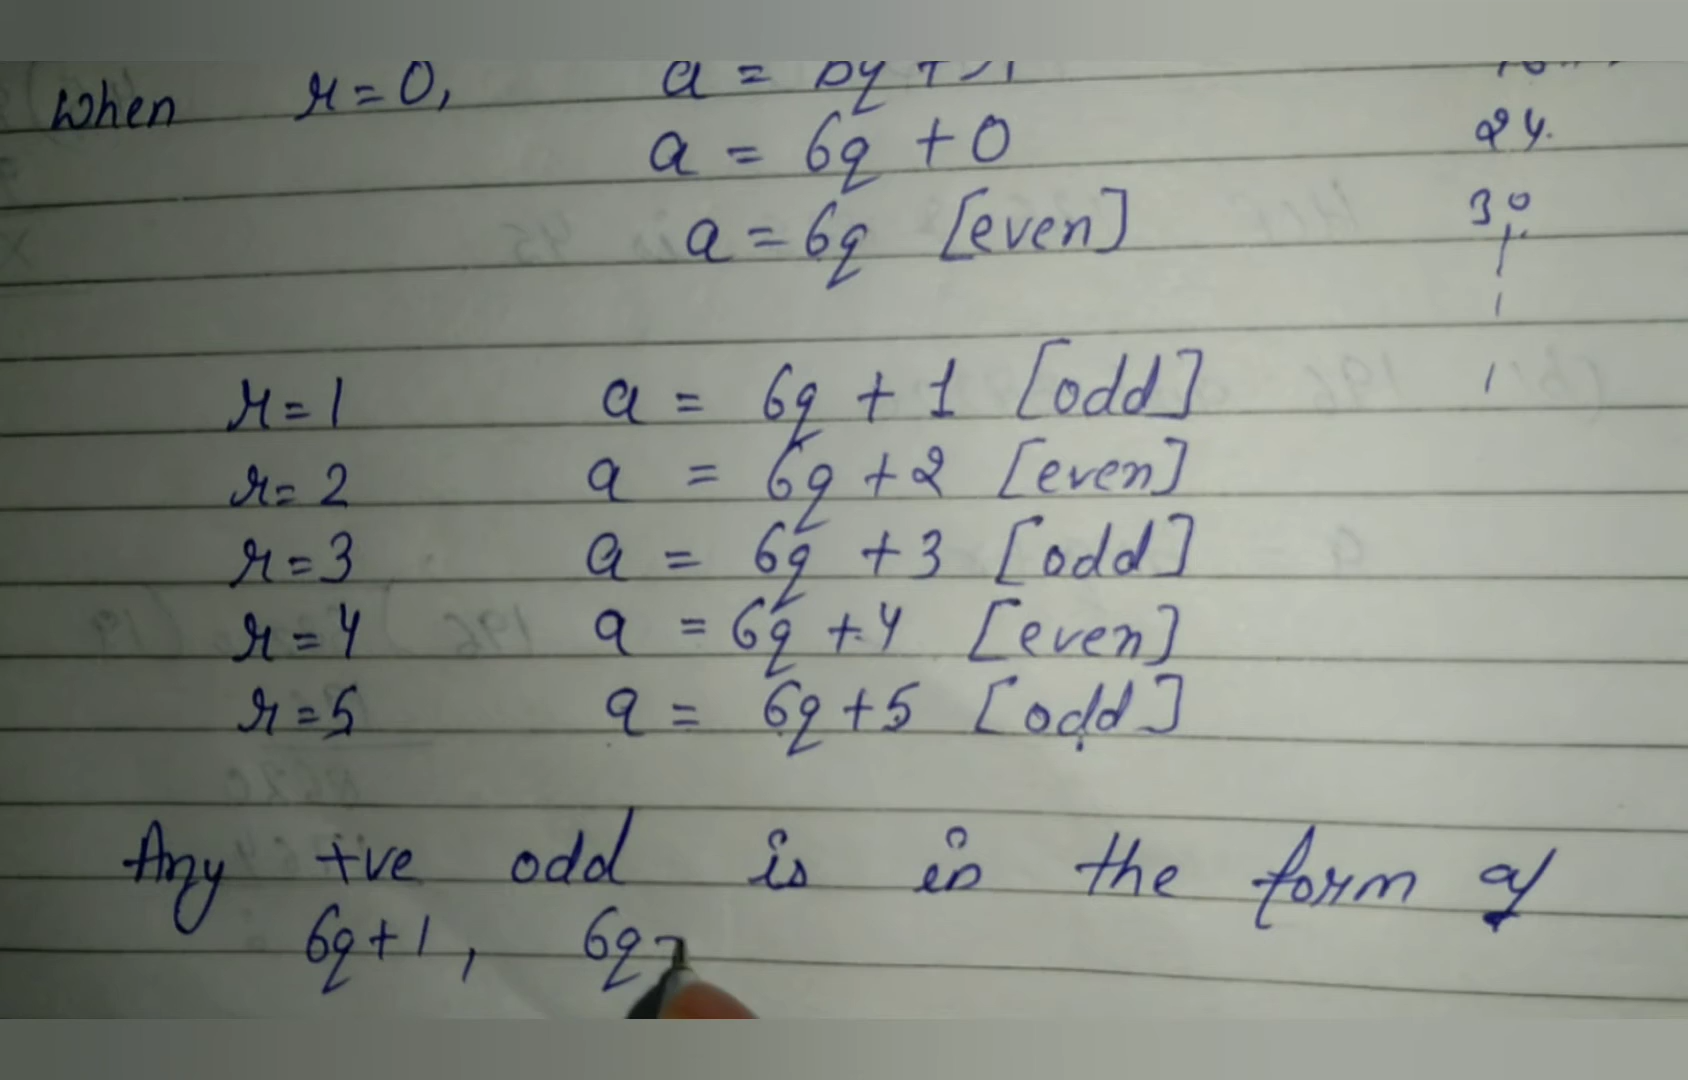 When r=0, a = bq + r
a = 6q + 0
24.
a = 6q [even]
30
r=1 a = 6q + 1 [odd]
r=2 a = 6q +2 [even]
r=3 a = 6q +3 [odd]
r=4 a = 6q +4 [even]
r=5 a = 6q +5 [odd]
Any +ve odd is in the form of
6q+1, 6q